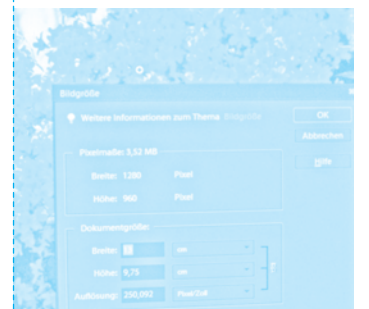 Bildgröße
Weitere Informationen zum Thema Bildgröße
OK
Abbrechen
Hilfe
Pixelmaße: 3,52 MB
Breite: 1280 Pixel
Höhe: 960 Pixel
Dokumentgröße:
Breite: cm
Höhe: 9,75 cm
Auflösung: 250,092 Pixel/Zoll